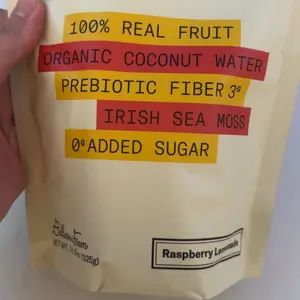 100% REAL FRUIT
ORGANIC COCONUT WATER
PREBIOTIC FIBER 3g
IRISH SEA MOSS
0g ADDED SUGAR
Raspberry Lemonade